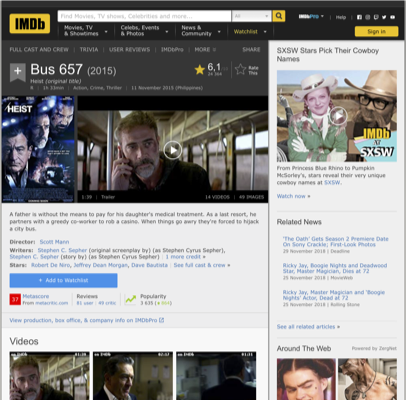 IMDb
Find Movies, TV shows, Celebrities and more...
All
IMDbPro
Help
Movies, TV
& Showtimes
Celebs, Events
& Photos
News &
Community
Watchlist
Sign in
FULL CAST AND CREW | TRIVIA | USER REVIEWS | IMDbPro | MORE
SHARE
Bus 657 (2015)
Heist (original title)
6,1
Rate
This
1h 33min | Action, Crime, Thriller | 11 November 2015 (Philippines)
HEIST
1:39 | Trailer
14 VIDEOS | 49 IMAGES
A father is without the means to pay for his daughter's medical treatment. As a last resort, he
partners with a greedy co-worker to rob a casino. When things go awry they're forced to hijack
a city bus.
Director: Scott Mann
Writers: Stephen C. Sepher (original screenplay by) (as Stephen Cyrus Sepher),
Stephen C. Sepher (story by) (as Stephen Cyrus Sepher) | 1 more credit »
Stars: Robert De Niro, Jeffrey Dean Morgan, Dave Bautista | See full cast & crew »
+ Add to Watchlist
37
Metascore
From metacritic.com
Reviews
81 user | 49 critic
Popularity
3 635
View production, box office, & company info on IMDbPro
Videos
SXSW Stars Pick Their Cowboy
Names
IMDb
AT
SXSW
From Princess Blue Rhino to Pumpkin
McSorley's, stars reveal their very unique
cowboy names at SXSW.
Watch now »
Related News
'The Oath' Gets Season 2 Premiere Date
On Sony Crackle; First-Look Photos
29 November 2018 | Deadline
Ricky Jay, Boogie Nights and Deadwood
Star, Master Magician, Dies at 72
25 November 2018 | MovieWeb
Ricky Jay, Master Magician and 'Boogie
Nights' Actor, Dead at 72
25 November 2018 | Rolling Stone
See all related articles »
Around The Web
Powered by ZergNet